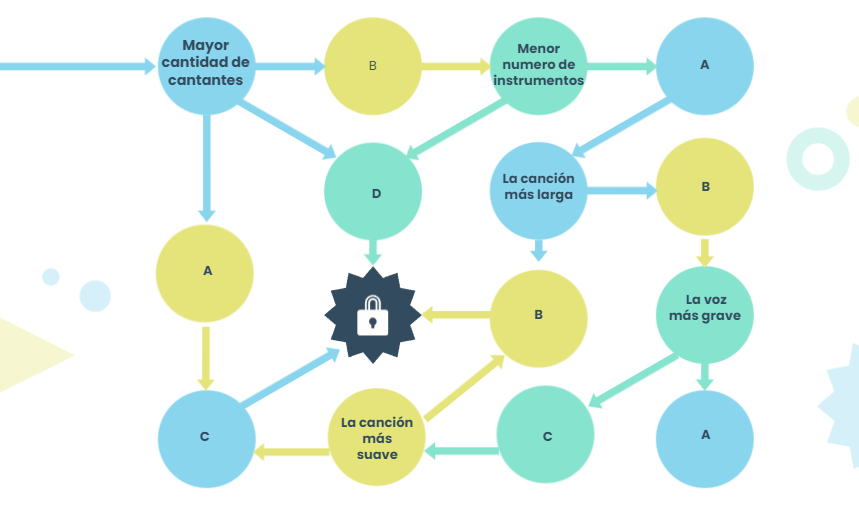 Mayor
cantidad de
cantantes
B
Menor
numero de
instrumentos
A
D
La canción
más larga
B
A
B
La voz
más grave
C
La canción
más
suave
C
A